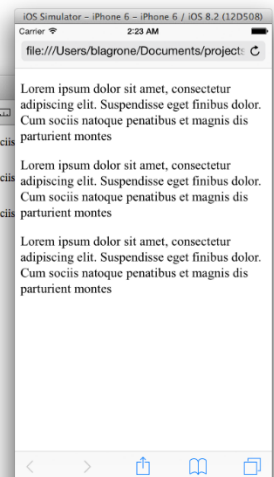 iOS Simulator - iPhone 6 - iPhone 6 / iOS 8.2 (12D508)
Carrier 2:23 AM
file:///Users/blagrone/Documents/projects
Lorem ipsum dolor sit amet, consectetur
adipiscing elit. Suspendisse eget finibus dolor.
Cum sociis natoque penatibus et magnis dis
parturient montes
Lorem ipsum dolor sit amet, consectetur
adipiscing elit. Suspendisse eget finibus dolor.
Cum sociis natoque penatibus et magnis dis
parturient montes
Lorem ipsum dolor sit amet, consectetur
adipiscing elit. Suspendisse eget finibus dolor.
Cum sociis natoque penatibus et magnis dis
parturient montes